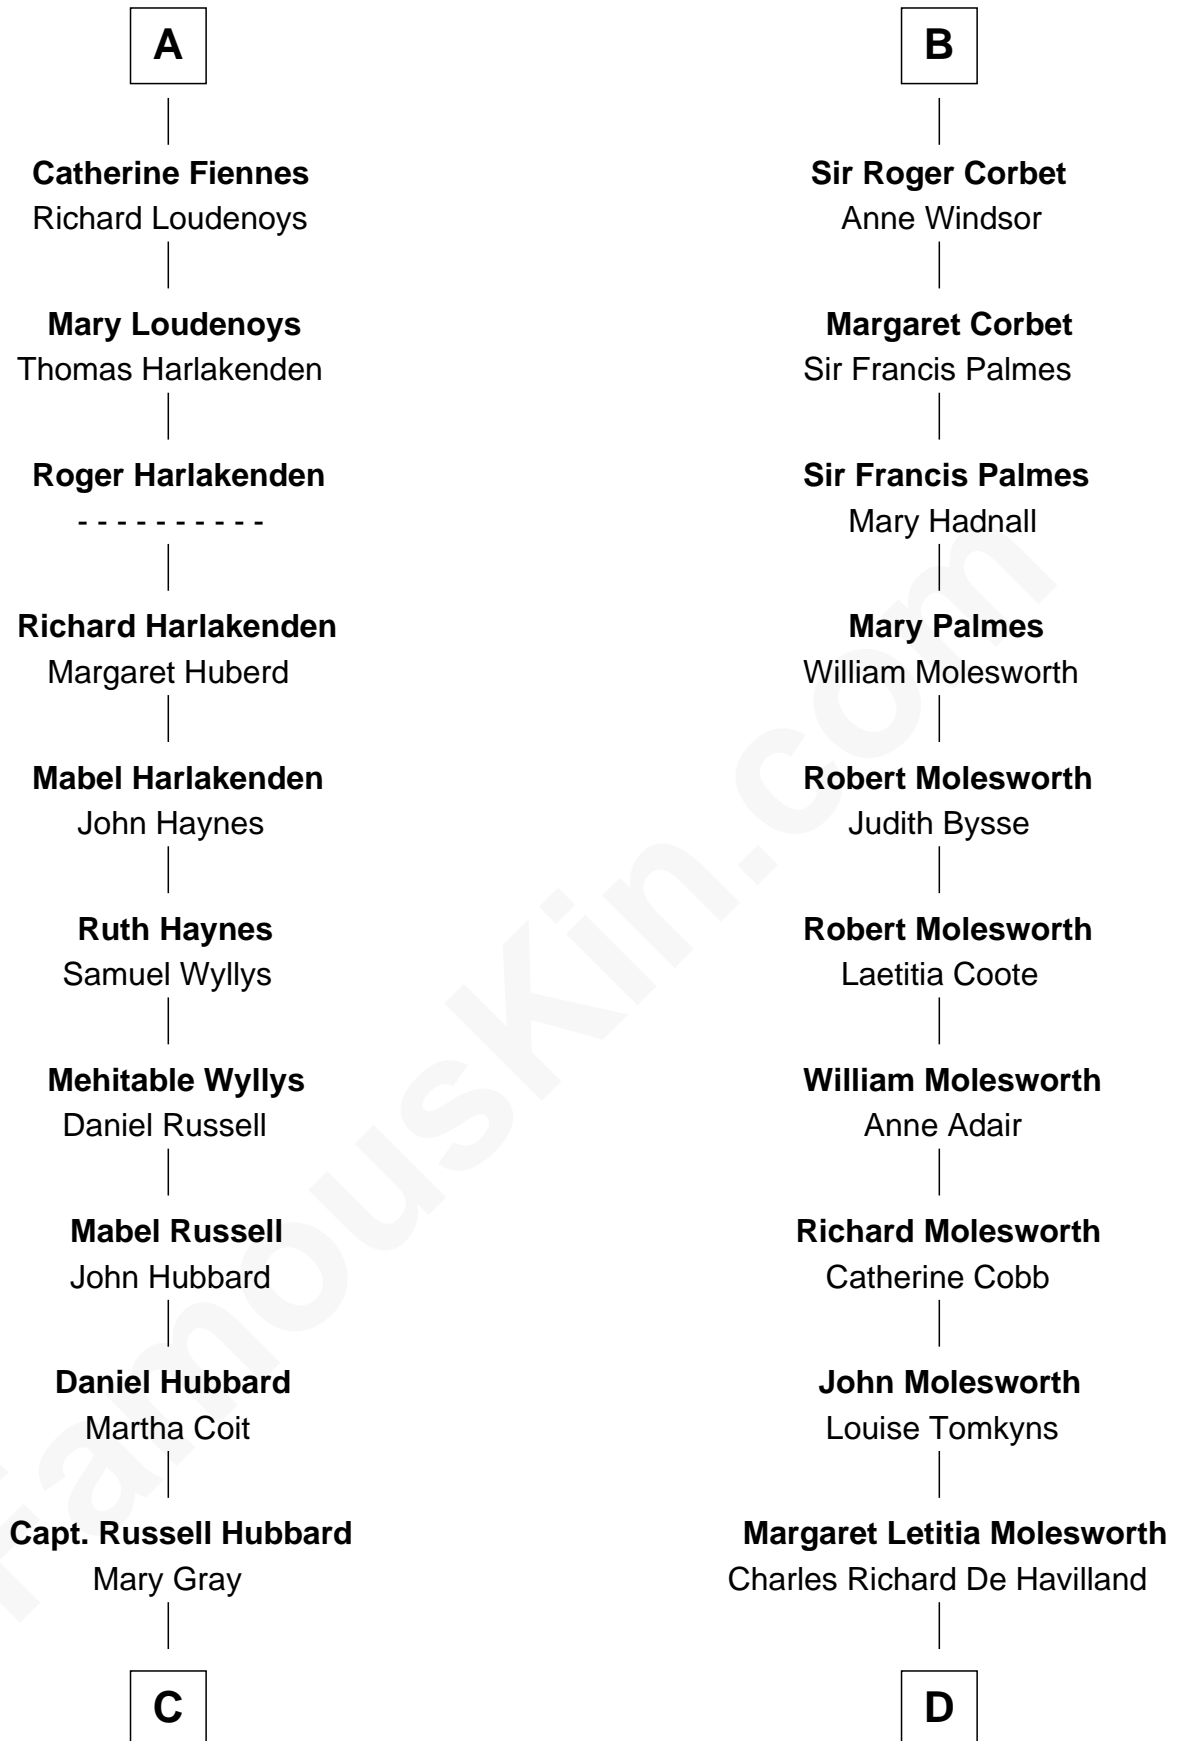 A
Catherine Fiennes
Richard Loudenoys
Mary Loudenoys
Thomas Harlakenden
Roger Harlakenden
- - - - - - - - - -
Richard Harlakenden
Margaret Huberd
Mabel Harlakenden
John Haynes
Ruth Haynes
Samuel Wyllys
Mehitable Wyllys
Daniel Russell
Mabel Russell
John Hubbard
Daniel Hubbard
Martha Coit
Capt. Russell Hubbard
Mary Gray
C
B
Sir Roger Corbet
Anne Windsor
Margaret Corbet
Sir Francis Palmes
Sir Francis Palmes
Mary Hadnall
Mary Palmes
William Molesworth
Robert Molesworth
Judith Bysse
Robert Molesworth
Laetitia Coote
William Molesworth
Anne Adair
Richard Molesworth
Catherine Cobb
John Molesworth
Louise Tomkyns
Margaret Letitia Molesworth
Charles Richard De Havilland
D
FamousKin.com